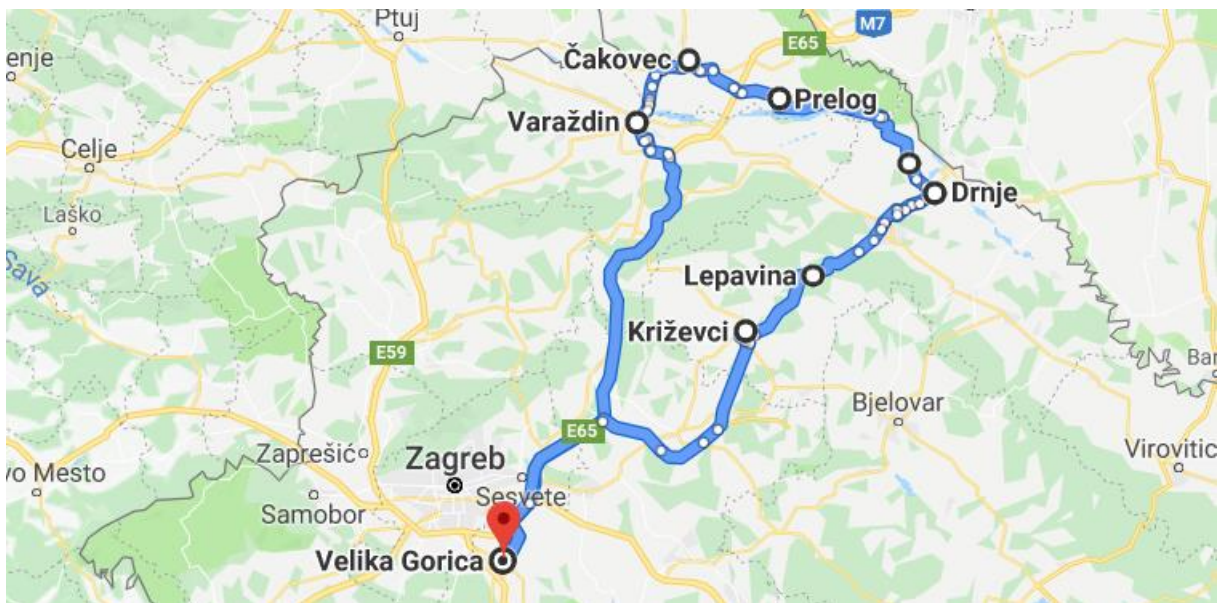 Ptuj
M7
enje
Čakovec
E65
Prelog
Varaždin
Celje
Drnje
Laško
Sava
Lepavina
Križevci
E59
Ba
Bjelovar
E65
Zaprešić
Zagreb
Virovitic
vo Mesto
Sesvete
Samobor
Velika Gorica